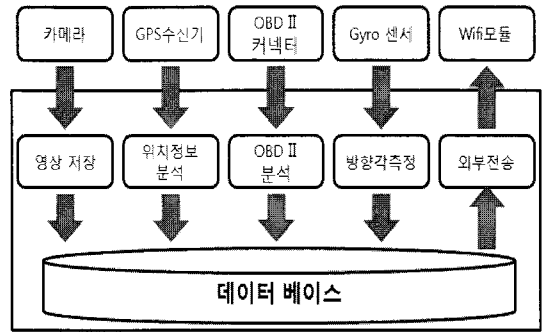 카메라
GPS수신기
OBD Ⅱ
커넥터
Gyro 센서
Wifi모듈
영상 저장
위치정보
분석
OBD Ⅱ
분석
방향각측정
외부전송
데이터 베이스